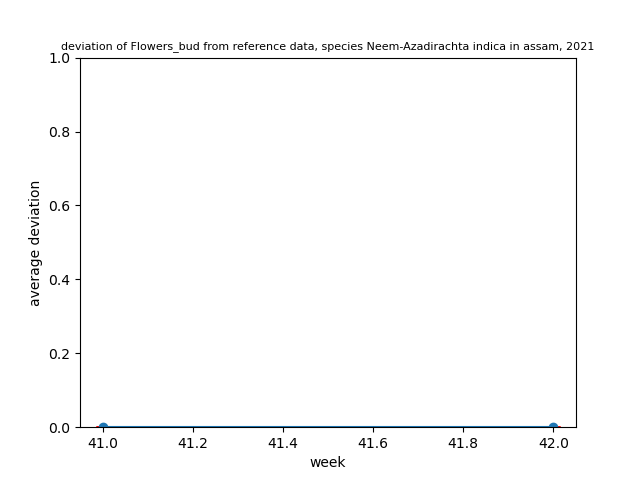 deviation of Flowers_bud from reference data, species Neem-Azadirachta indica in assam, 2021
1.0
0.8
0.6
0.4
0.2
0.0
average deviation
41.0 41.2 41.4 41.6 41.8 42.0
week